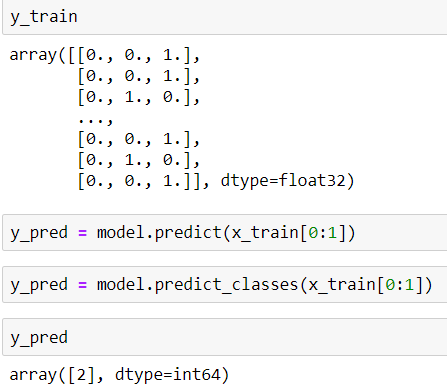 y_train
array([[0., 0., 1.],
[0., 0., 1.],
[0., 1., 0.],
...,
[0., 0., 1.],
[0., 1., 0.],
[0., 0., 1.]], dtype=float32)
y_pred = model.predict(x_train[0:1])
y_pred = model.predict_classes(x_train[0:1])
y_pred
array([2], dtype=int64)